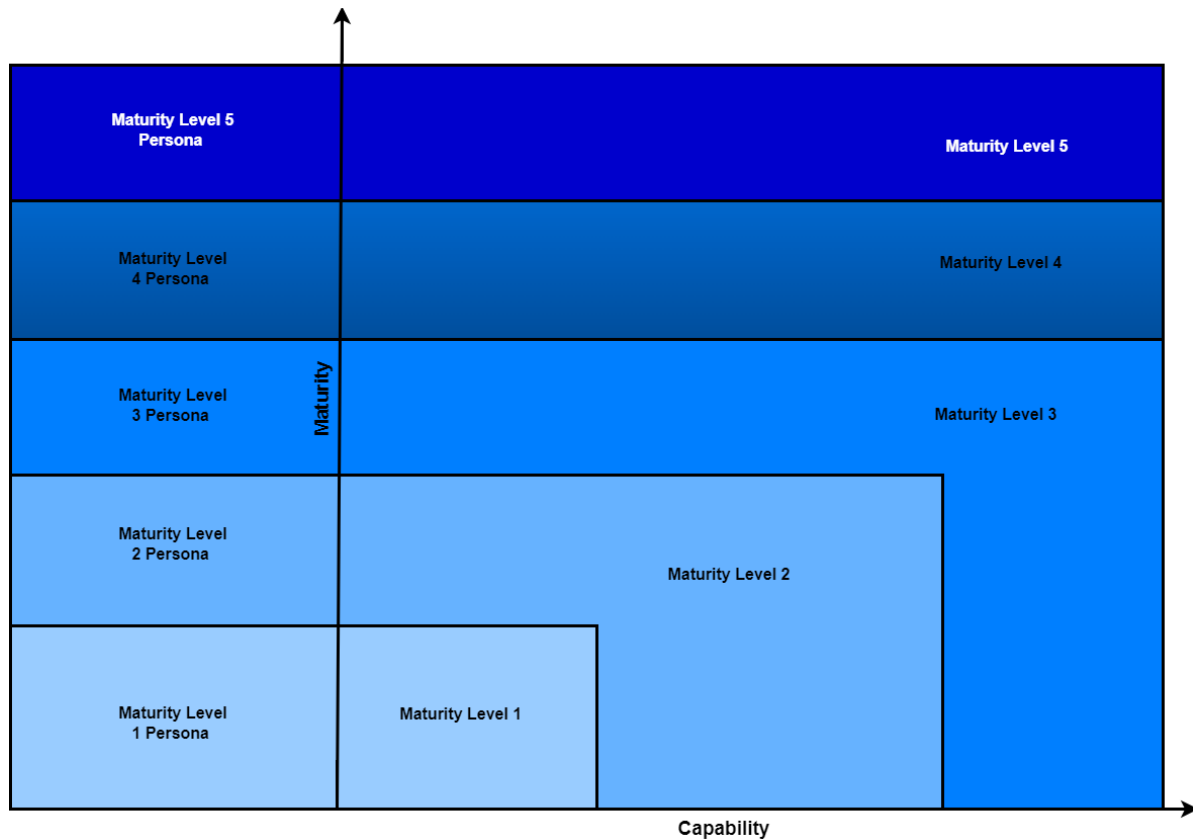 Maturity Level 5
Persona
Maturity Level 5
Maturity Level
4 Persona
Maturity Level 4
Maturity
Maturity Level
3 Persona
Maturity Level 3
Maturity Level
2 Persona
Maturity Level 2
Maturity Level
1 Persona
Maturity Level 1
Capability